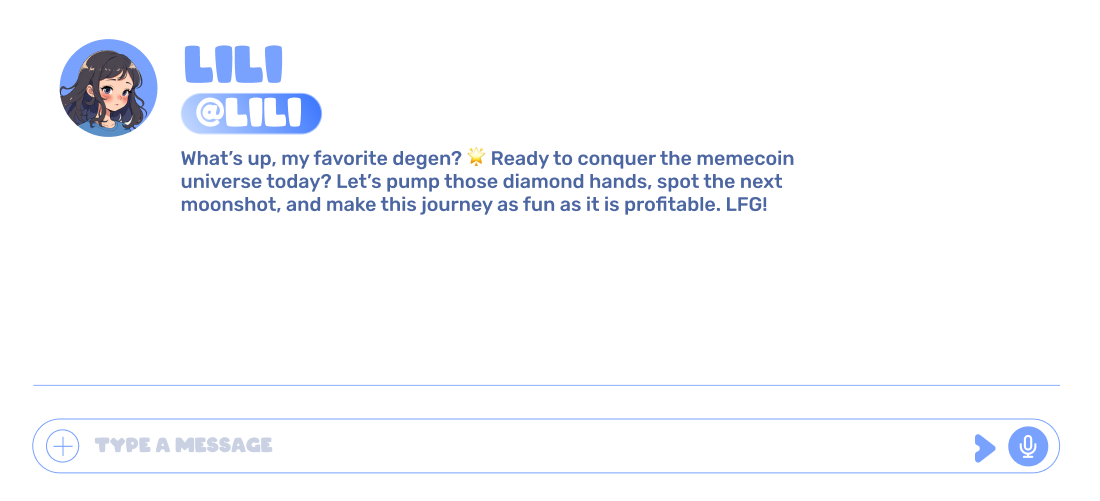 LILI
@LILI
What's up, my favorite degen? 🌟 Ready to conquer the memecoin
universe today? Let's pump those diamond hands, spot the next
moonshot, and make this journey as fun as it is profitable. LFG!
TYPE A MESSAGE